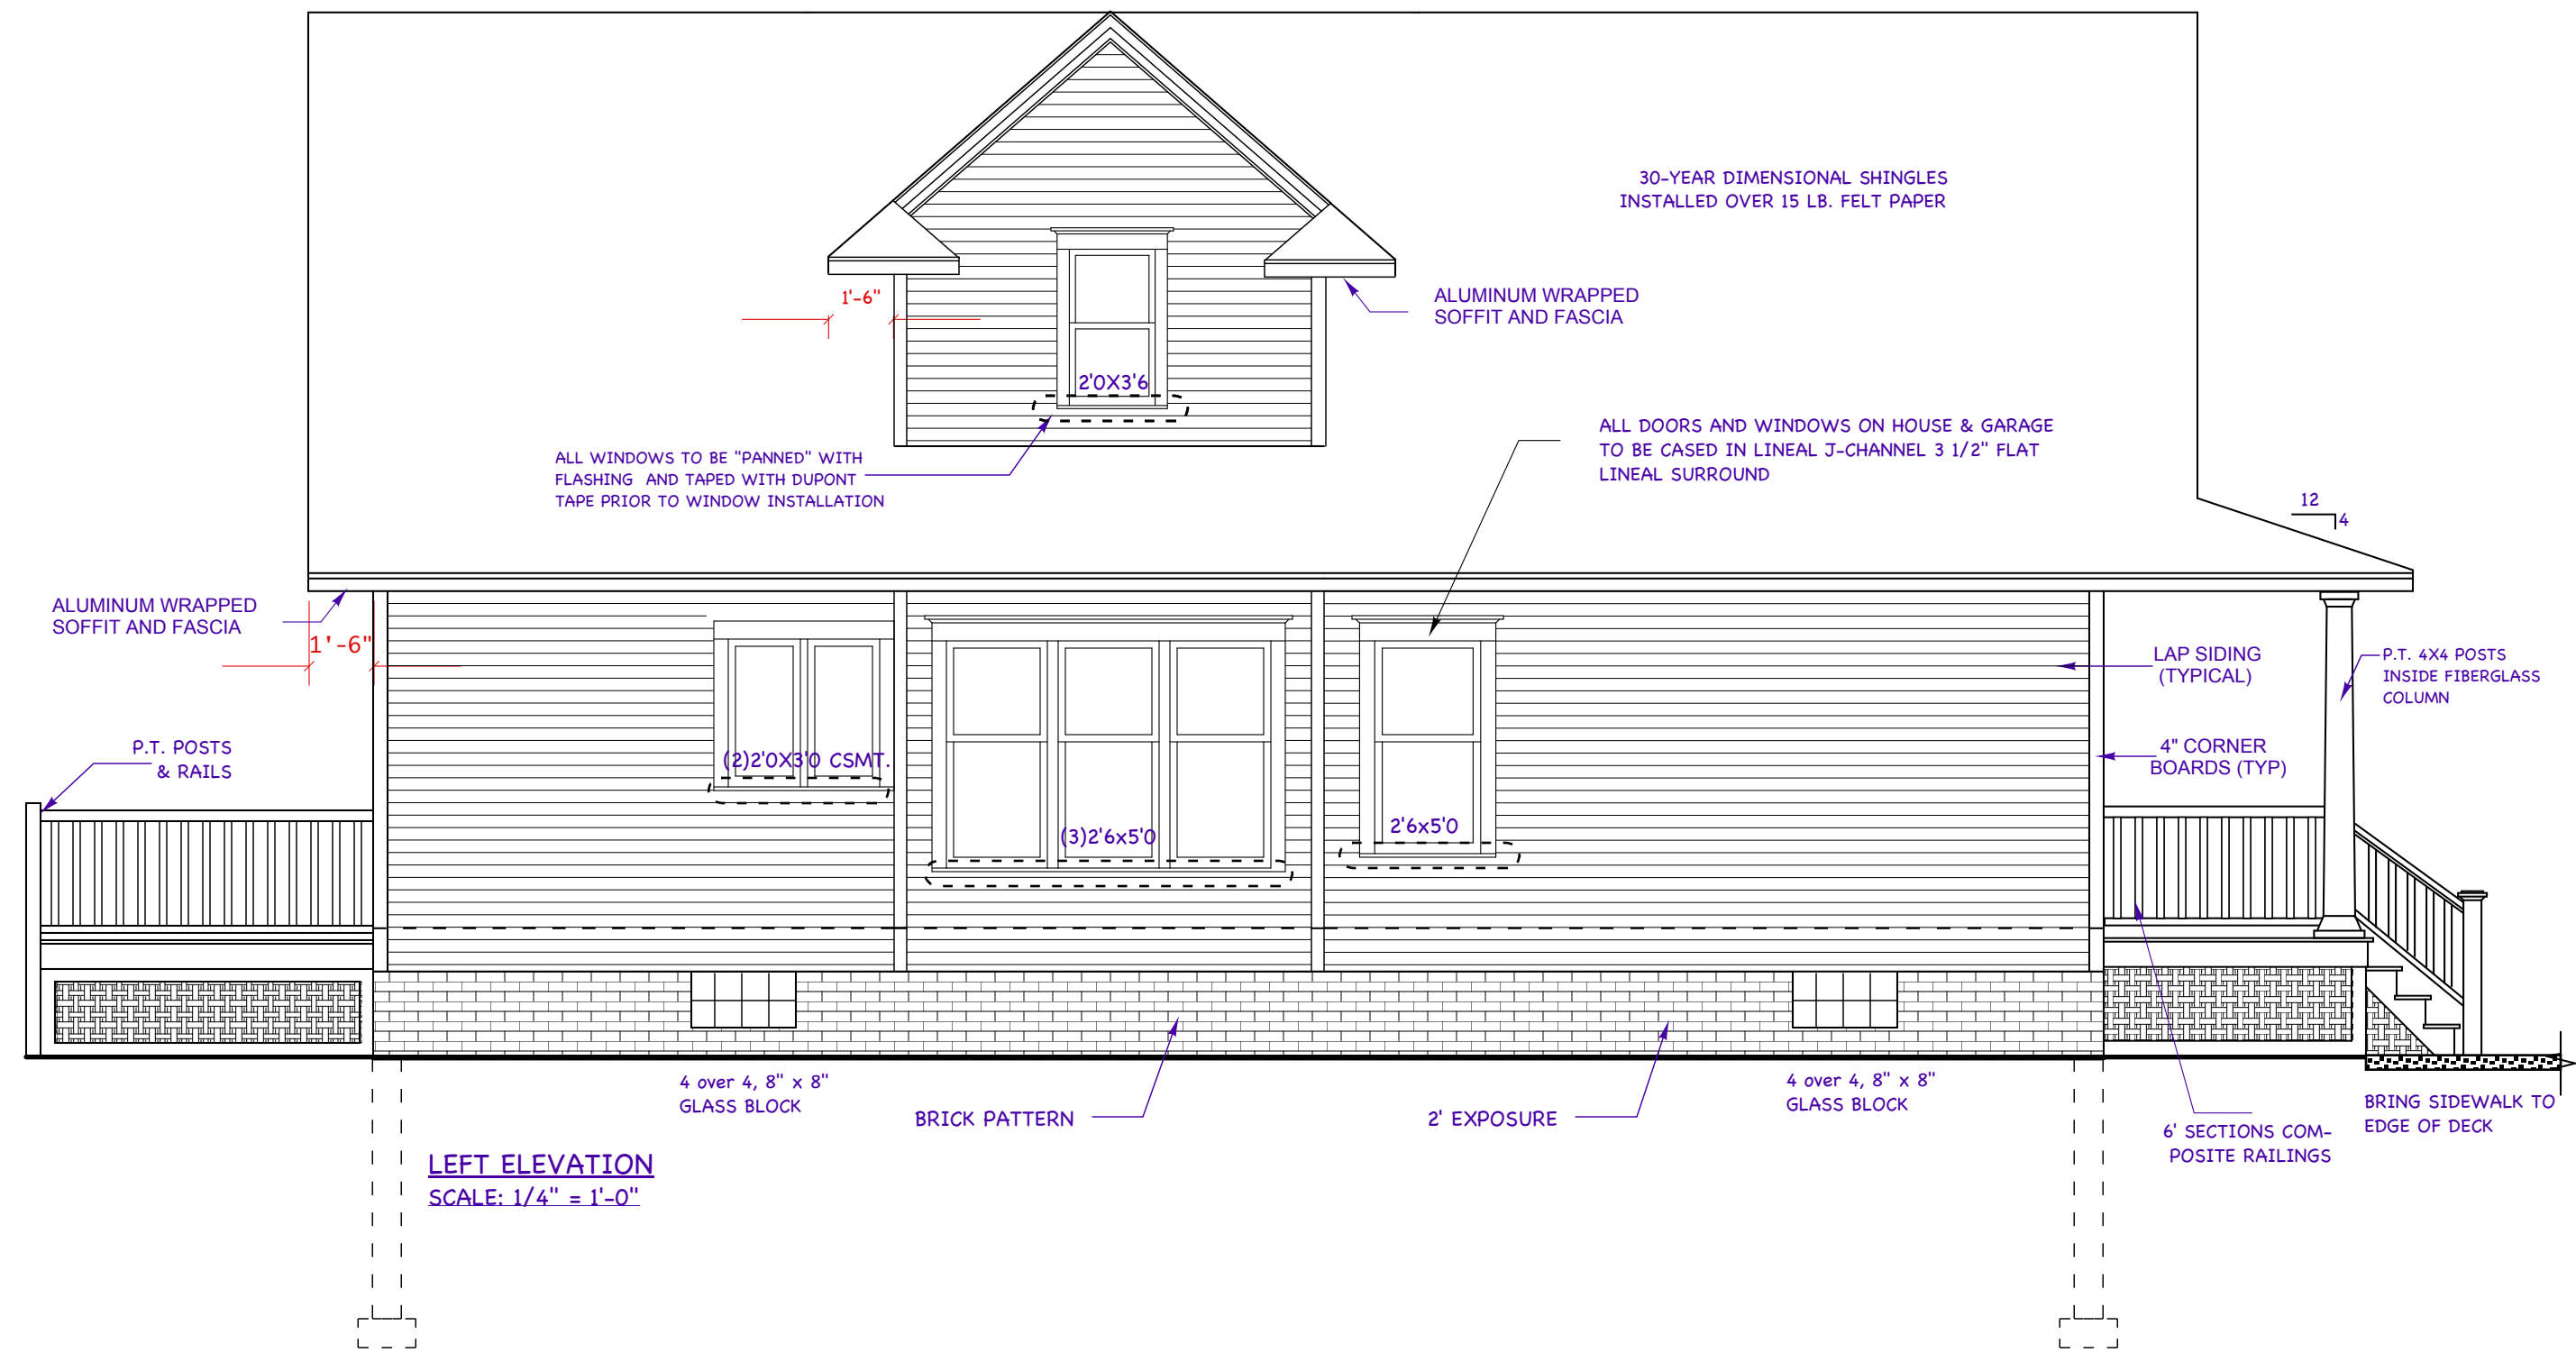 30-YEAR DIMENSIONAL SHINGLES
INSTALLED OVER 15 LB. FELT PAPER
1'-6"
ALUMINUM WRAPPED
SOFFIT AND FASCIA
2'0X3'6
ALL WINDOWS TO BE "PANNED" WITH
FLASHING AND TAPED WITH DUPONT
TAPE PRIOR TO WINDOW INSTALLATION
ALL DOORS AND WINDOWS ON HOUSE & GARAGE
TO BE CASED IN LINEAL J-CHANNEL 3 1/2" FLAT
LINEAL SURROUND
12
4
ALUMINUM WRAPPED
SOFFIT AND FASCIA
1'-6"
LAP SIDING
(TYPICAL)
P.T. 4X4 POSTS
INSIDE FIBERGLASS
COLUMN
P.T. POSTS
& RAILS
(2)2'0X3'0 CSMT.
(3)2'6x5'0
2'6x5'0
4" CORNER
BOARDS (TYP)
4 over 4, 8" x 8"
GLASS BLOCK
BRICK PATTERN
2' EXPOSURE
4 over 4, 8" x 8"
GLASS BLOCK
6' SECTIONS COM-
POSITE RAILINGS
BRING SIDEWALK TO
EDGE OF DECK
LEFT ELEVATION
SCALE: 1/4" = 1'-0"